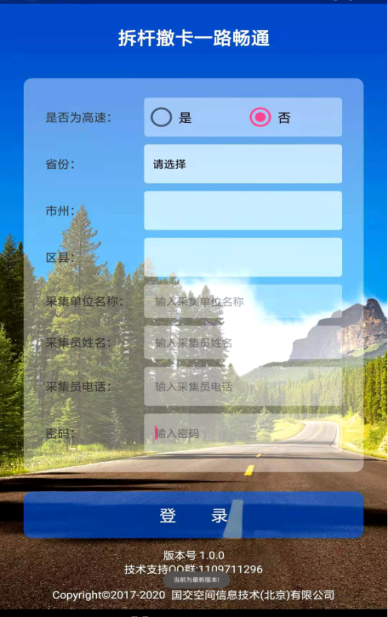 拆杆撤卡一路畅通
是否为高速： 是 否
省份： 请选择
市州：
区县：
采集单位名称： 输入采集单位名称
采集员姓名： 输入采集员姓名
采集员电话： 输入采集员电话
密码： 输入密码
登 录
版本号 1.0.0
技术支持QQ群:1109711296
当前为最新版本!
Copyright©2017-2020 国交空间信息技术(北京)有限公司